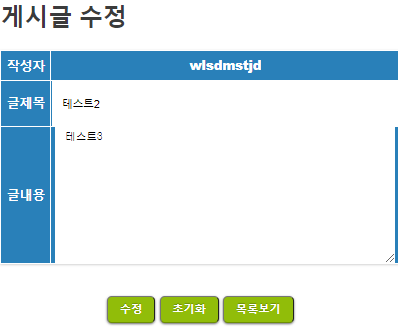 게시글 수정
작성자 wlsdmstjd
글제목 테스트2
글내용 테스트3
수정 초기화 목록보기